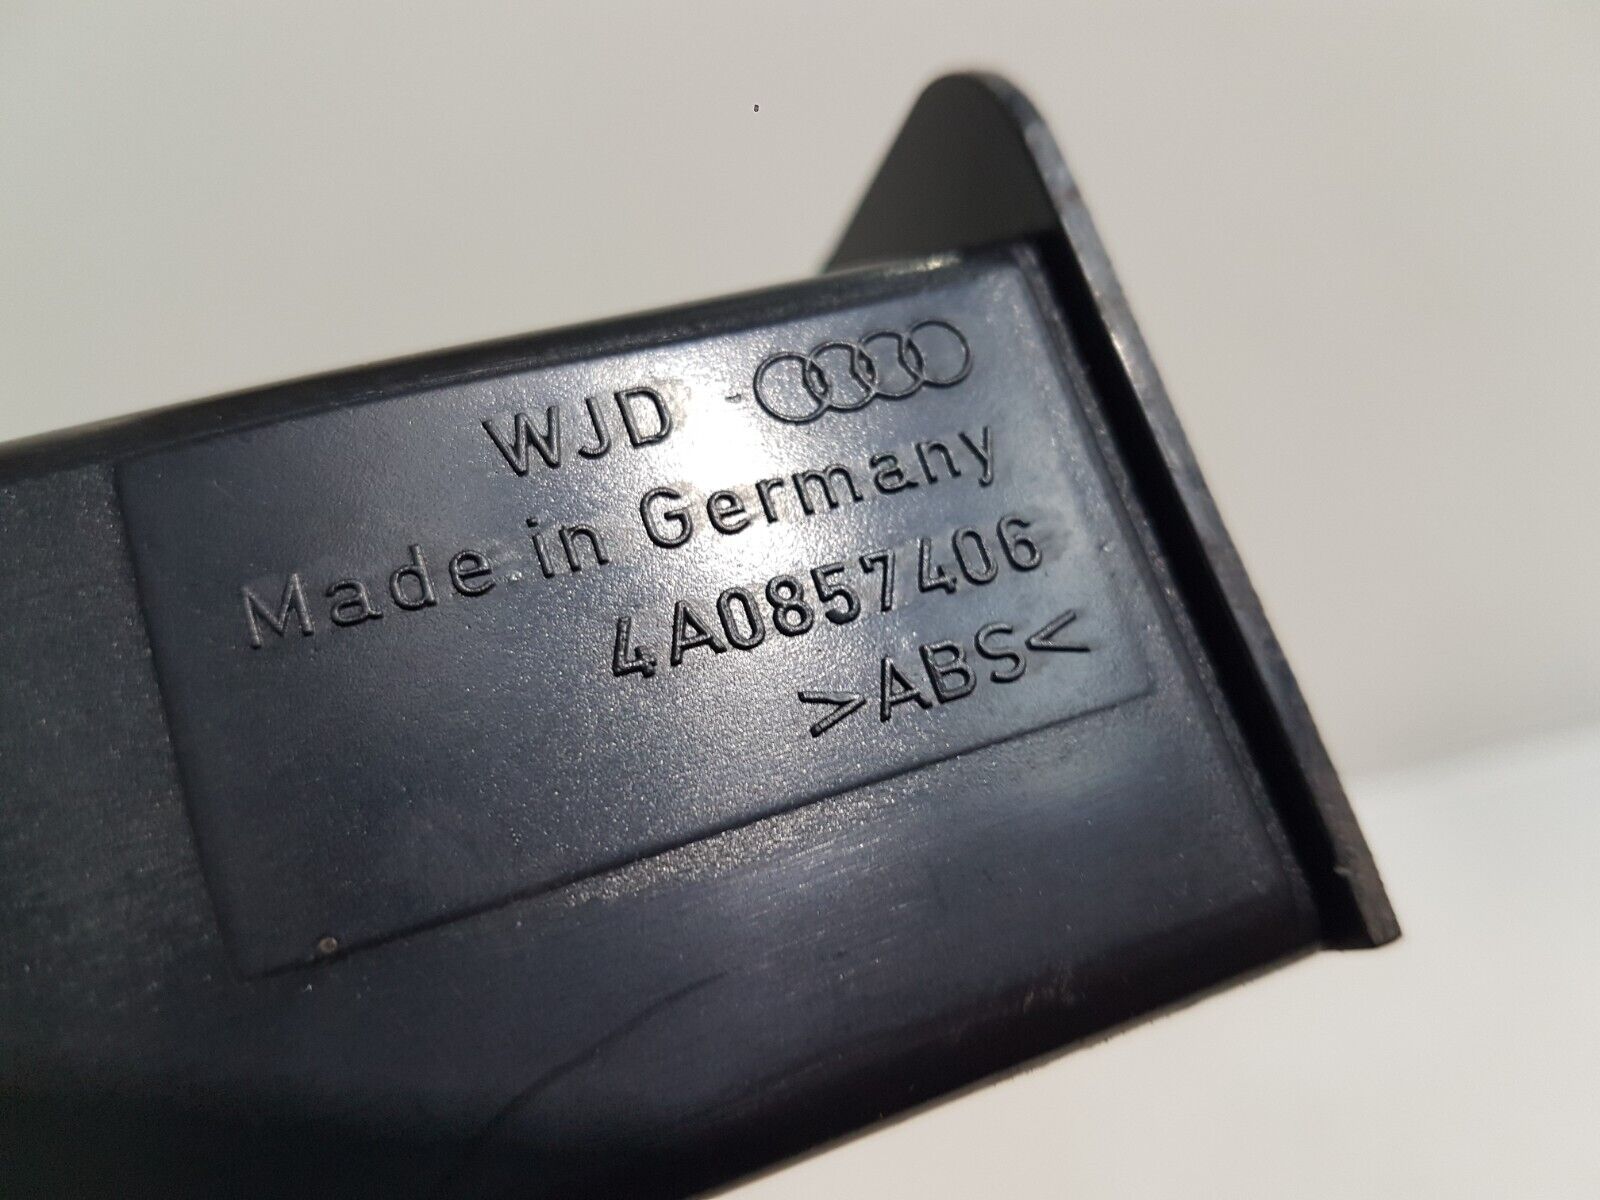 WJD
Made in Germany
4A0857406
>ABS<